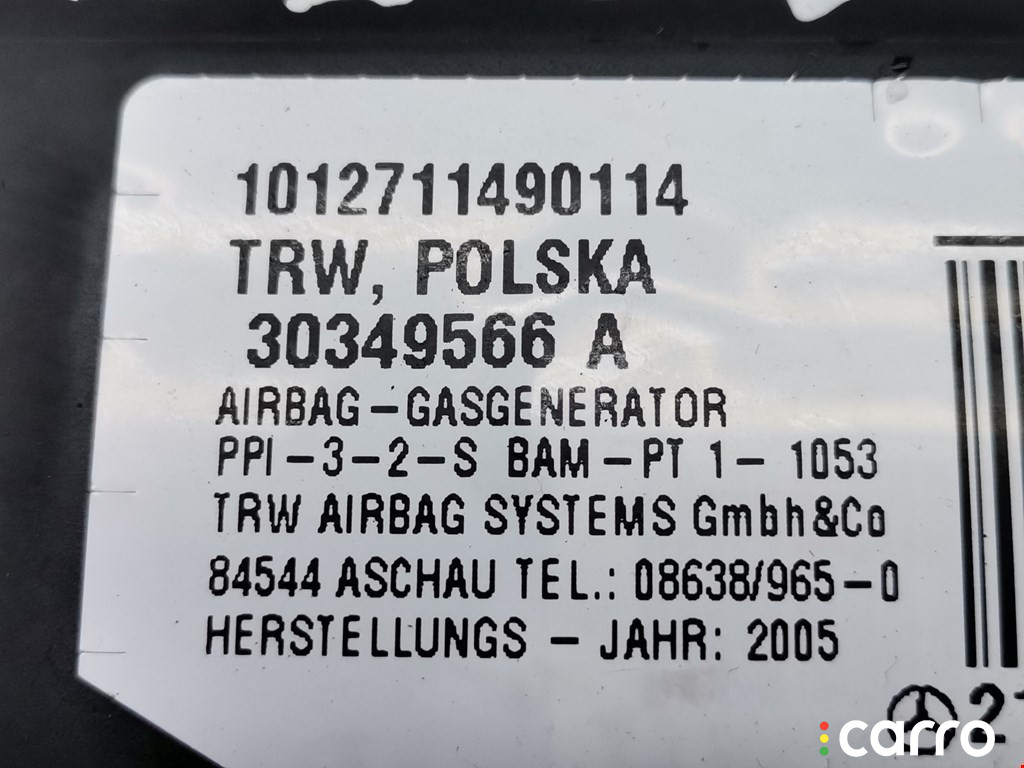 1012711490114
TRW, POLSKA
30349566 A
AIRBAG-GASGENERATOR
PPI-3-2-S BAM-PT 1- 1053
TRW AIRBAG SYSTEMS Gmbh&Co
84544 ASCHAU TEL.: 08638/965-0
HERSTELLUNGS - JAHR: 2005
21
carro